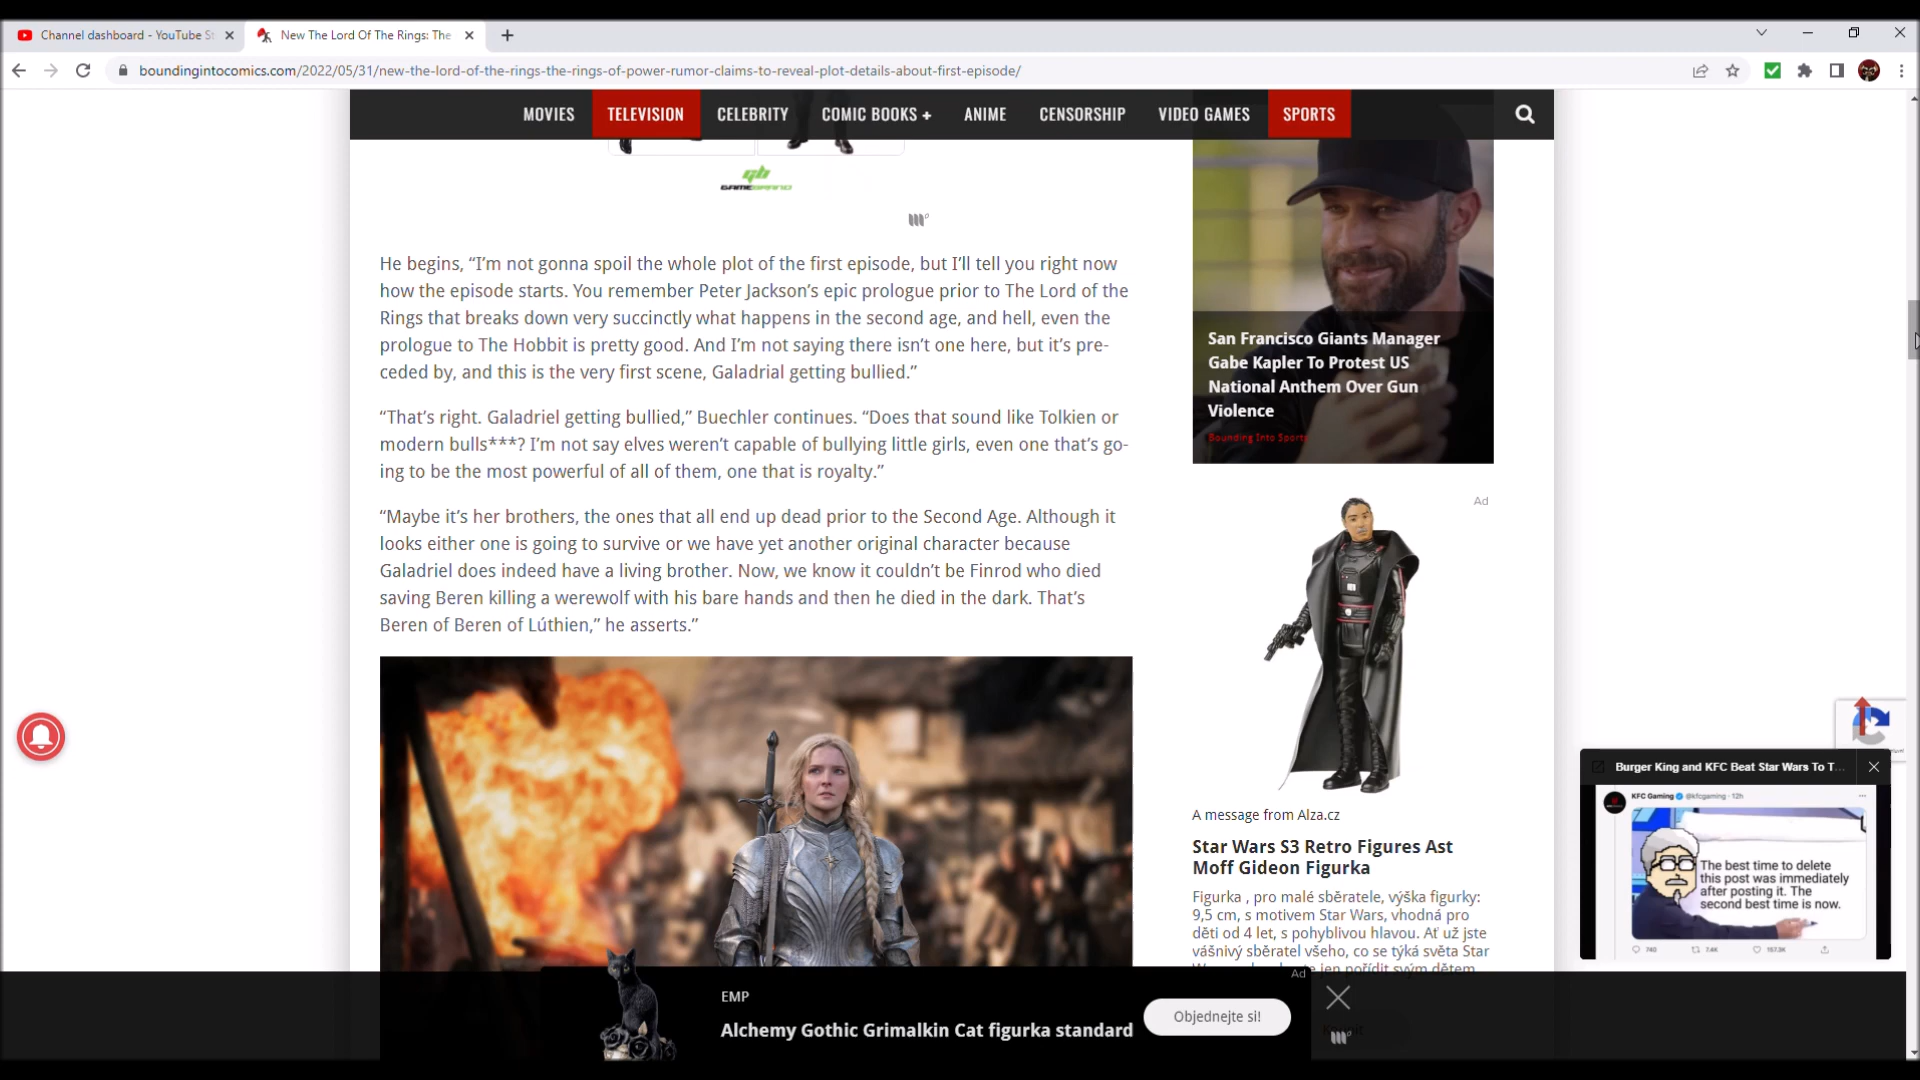 Channel dashboard - YouTube St
New The Lord Of The Rings: The
boundingintocomics.com/2022/05/31/new-the-lord-of-the-rings-the-rings-of-power-rumor-claims-to-reveal-plot-details-about-first-episode/
MOVIES TELEVISION CELEBRITY COMIC BOOKS + ANIME CENSORSHIP VIDEO GAMES SPORTS
gb
GAMEBRAND
He begins, “I’m not gonna spoil the whole plot of the first episode, but I’ll tell you right now
how the episode starts. You remember Peter Jackson’s epic prologue prior to The Lord of the
Rings that breaks down very succinctly what happens in the second age, and hell, even the
prologue to The Hobbit is pretty good. And I’m not saying there isn’t one here, but it’s pre-
ceded by, and this is the very first scene, Galadrial getting bullied.”
“That’s right. Galadriel getting bullied,” Buechler continues. “Does that sound like Tolkien or
modern bulls***? I’m not say elves weren’t capable of bullying little girls, even one that’s go-
ing to be the most powerful of all of them, one that is royalty.”
“Maybe it’s her brothers, the ones that all end up dead prior to the Second Age. Although it
looks either one is going to survive or we have yet another original character because
Galadriel does indeed have a living brother. Now, we know it couldn’t be Finrod who died
saving Beren killing a werewolf with his bare hands and then he died in the dark. That’s
Beren of Beren of Lúthien,” he asserts.”
San Francisco Giants Manager
Gabe Kapler To Protest US
National Anthem Over Gun
Violence
Bounding Into Sports
Ad
A message from Alza.cz
Star Wars S3 Retro Figures Ast
Moff Gideon Figurka
Figurka , pro malé sběratele, výška figurky:
9,5 cm, s motivem Star Wars, vhodná pro
děti od 4 let, s pohyblivou hlavou. Ať už jste
vášnivý sběratel všeho, co se týká světa Star
jen pořídit svým dětem
Burger King and KFC Beat Star Wars To T...
KFC Gaming @kfcgaming · 12h
The best time to delete
this post was immediately
after posting it. The
second best time is now.
740 7.4K 157.3K
Ad
EMP
Alchemy Gothic Grimalkin Cat figurka standard
Objednejte si!